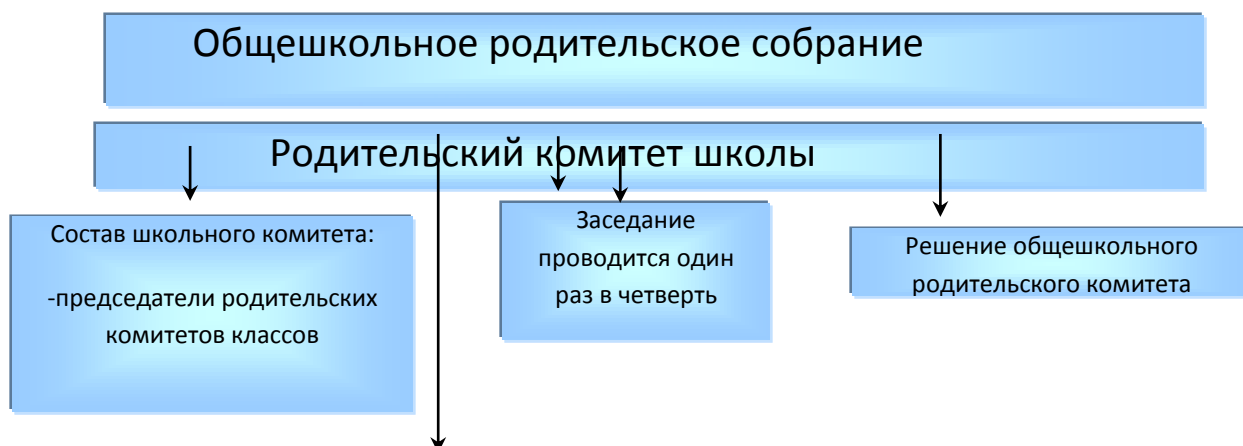 Общешкольное родительское собрание
Родительский комитет школы
Состав школьного комитета:
-председатели родительских
комитетов классов
Заседание
проводится один
раз в четверть
Решение общешкольного
родительского комитета